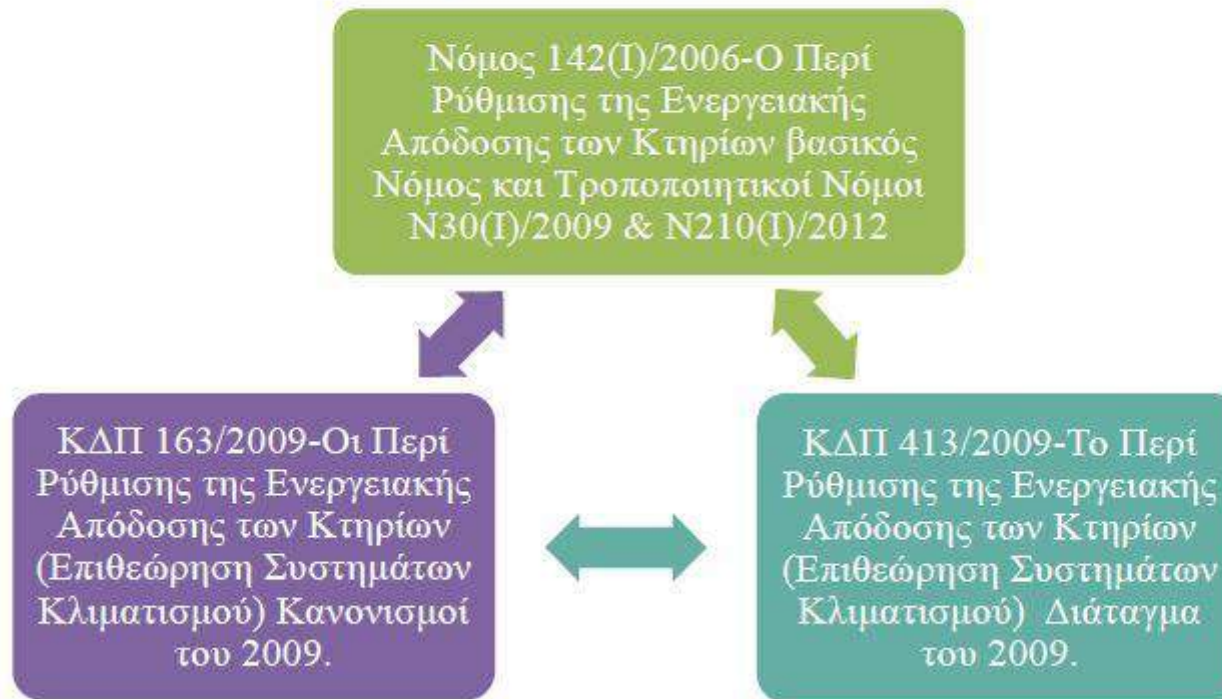 Νόμος 142(Ι)/2006-Ο Περί
Ρύθμισης της Ενεργειακής
Απόδοσης των Κτηρίων βασικός
Νόμος και Τροποποιητικοί Νόμοι
Ν30(Ι)/2009 & Ν210(Ι)/2012
ΚΔΠ 163/2009-Οι Περί
Ρύθμισης της Ενεργειακής
Απόδοσης των Κτηρίων
(Επιθεώρηση Συστημάτων
Κλιματισμού) Κανονισμοί
του 2009.
ΚΔΠ 413/2009-Το Περί
Ρύθμισης της Ενεργειακής
Απόδοσης των Κτηρίων
(Επιθεώρηση Συστημάτων
Κλιματισμού) Διάταγμα
του 2009.